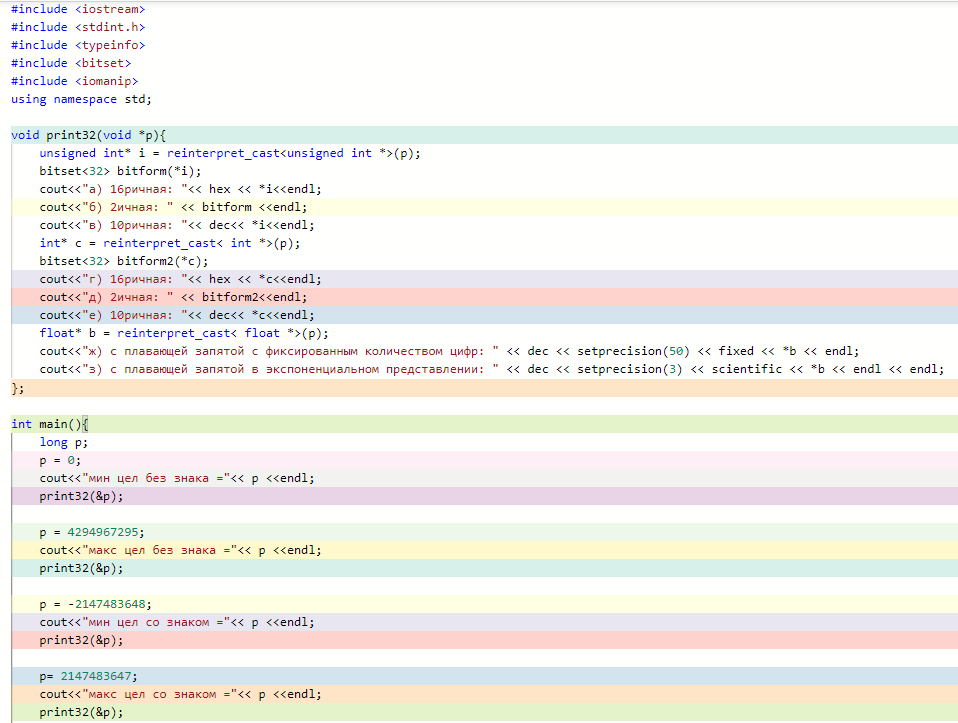 #include <iostream>
#include <stdint.h>
#include <typeinfo>
#include <bitset>
#include <iomanip>
using namespace std;
void print32(void *p){
unsigned int* i = reinterpret_cast<unsigned int *>(p);
bitset<32> bitform(*i);
cout<<"а) 16ричная: "<< hex << *i<<endl;
cout<<"б) 2ичная: " << bitform <<endl;
cout<<"в) 10ричная: "<< dec<< *i<<endl;
int* c = reinterpret_cast< int *>(p);
bitset<32> bitform2(*c);
cout<<"г) 16ричная: "<< hex << *c<<endl;
cout<<"д) 2ичная: " << bitform2<<endl;
cout<<"е) 10ричная: "<< dec<< *c<<endl;
float* b = reinterpret_cast< float *>(p);
cout<<"ж) с плавающей запятой с фиксированным количеством цифр: " << dec << setprecision(50) << fixed << *b << endl;
cout<<"з) с плавающей запятой в экспоненциальном представлении: " << dec << setprecision(3) << scientific << *b << endl << endl;
};
int main(){
long p;
p = 0;
cout<<"мин цел без знака ="<< p <<endl;
print32(&p);
p = 4294967295;
cout<<"макс цел без знака ="<< p <<endl;
print32(&p);
p = -2147483648;
cout<<"мин цел со знаком ="<< p <<endl;
print32(&p);
p= 2147483647;
cout<<"макс цел со знаком ="<< p <<endl;
print32(&p);